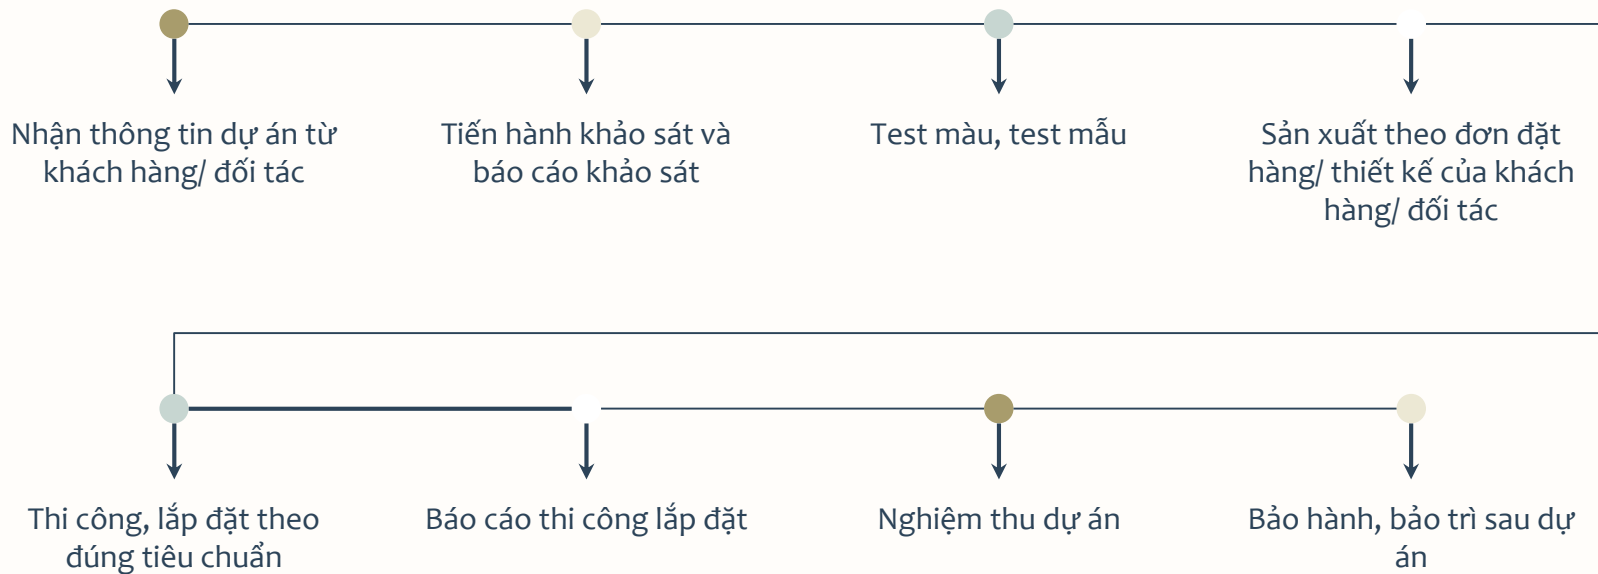 Nhận thông tin dự án từ
khách hàng/ đối tác
Tiến hành khảo sát và
báo cáo khảo sát
Test màu, test mẫu
Sản xuất theo đơn đặt
hàng/ thiết kế của khách
hàng/ đối tác
Thi công, lắp đặt theo
đúng tiêu chuẩn
Báo cáo thi công lắp đặt
Nghiệm thu dự án
Bảo hành, bảo trì sau dự
án